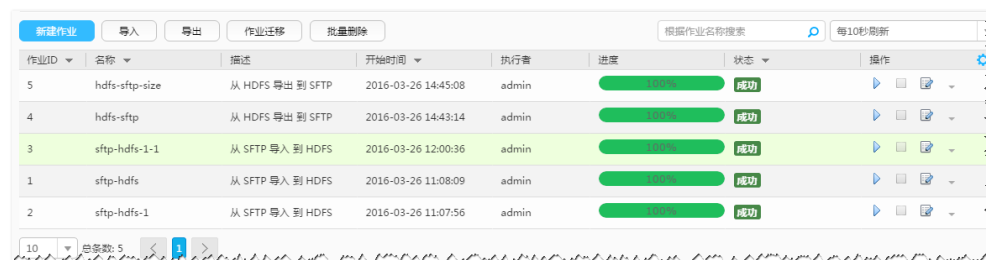 新建作业 导入 导出 作业迁移 批量删除 根据作业名称搜索 每10秒刷新
作业ID 名称 描述 开始时间 执行者 进度 状态 操作
5 hdfs-sftp-size 从 HDFS 导出 到 SFTP 2016-03-26 14:45:08 admin 100% 成功
4 hdfs-sftp 从 HDFS 导出 到 SFTP 2016-03-26 14:43:14 admin 100% 成功
3 sftp-hdfs-1-1 从 SFTP 导入 到 HDFS 2016-03-26 12:00:36 admin 100% 成功
1 sftp-hdfs 从 SFTP 导入 到 HDFS 2016-03-26 11:08:09 admin 100% 成功
2 sftp-hdfs-1 从 SFTP 导入 到 HDFS 2016-03-26 11:07:56 admin 100% 成功
10 总条数: 5 1